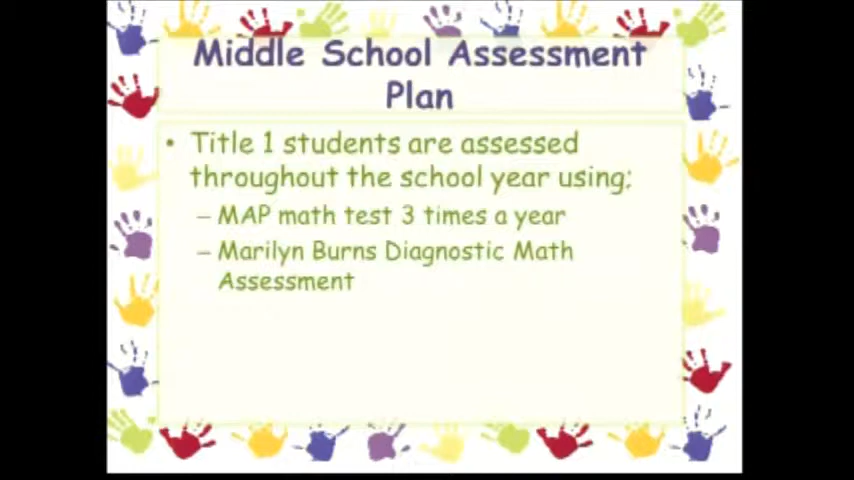 Middle School Assessment
Plan
• Title 1 students are assessed
throughout the school year using;
– MAP math test 3 times a year
– Marilyn Burns Diagnostic Math
Assessment